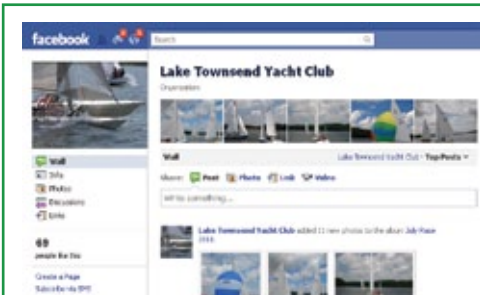 facebook
Search
Lake Townsend Yacht Club
Organization
Wall
Info
Photos
Discussions
Links
69
people like this
Create a Page
Subscribe via SMS
Wall
Lake Townsend Yacht Club · Top Posts
Share: Post Photo Link Video
Write something...
Lake Townsend Yacht Club added 11 new photos to the album July Race